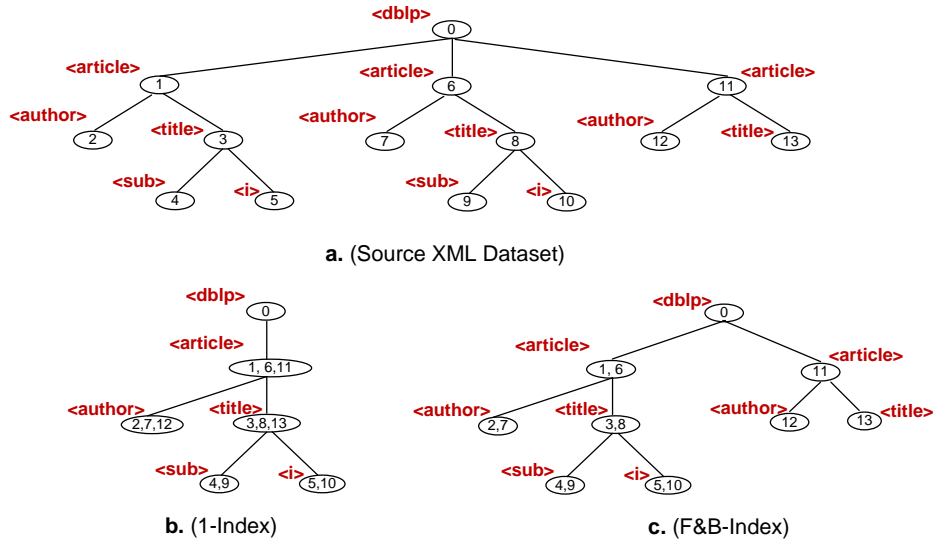 <dblp>
0
<article> <article> <article>
1 6 11
<author> <title> <author> <title> <author> <title>
2 3 7 8 12 13
<sub> <i> <sub> <i>
4 5 9 10
a. (Source XML Dataset)
<dblp>
0
<article>
1, 6,11
<author> <title>
2,7,12 3,8,13
<sub> <i>
4,9 5,10
b. (1-Index)
<dblp>
0
<article> <article>
1, 6 11
<author> <title> <author> <title>
2,7 3,8 12 13
<sub> <i>
4,9 5,10
c. (F&B-Index)